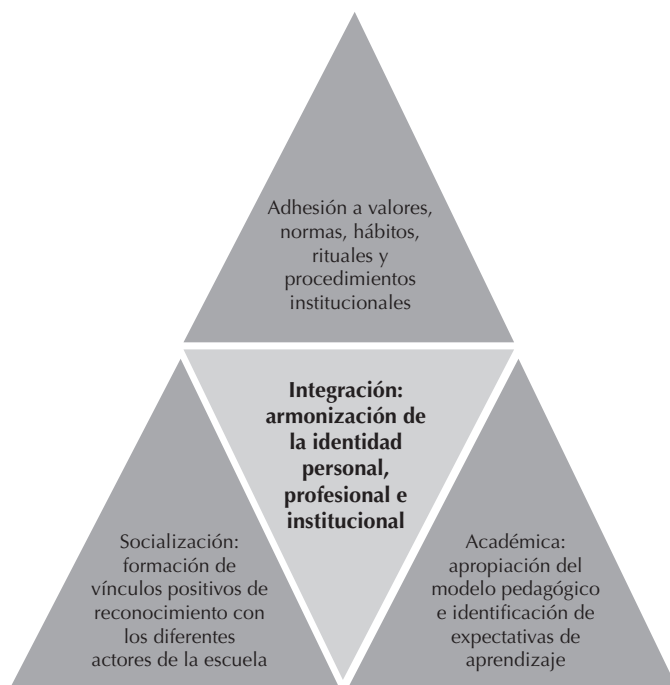 Adhesión a valores,
normas, hábitos,
rituales y
procedimientos
institucionales
Integración:
armonización de
la identidad
personal,
profesional e
institucional
Socialización:
formación de
vínculos positivos de
reconocimiento con
los diferentes
actores de la escuela
Académica:
apropiación del
modelo pedagógico
e identificación de
expectativas de
aprendizaje